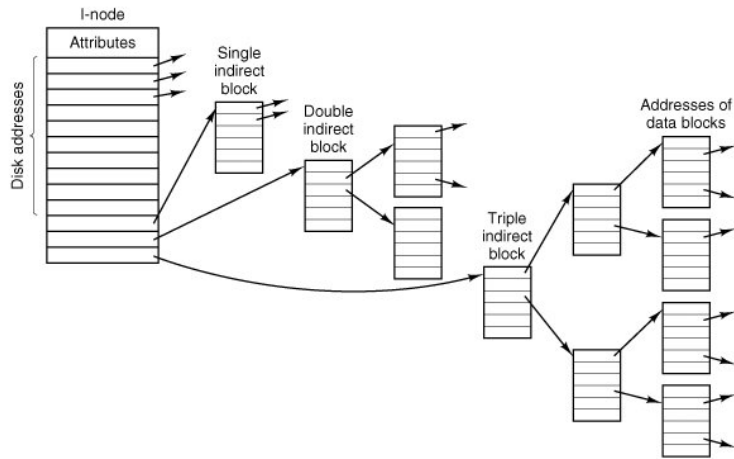 I-node
Attributes
Disk addresses
Single
indirect
block
Double
indirect
block
Triple
indirect
block
Addresses of
data blocks